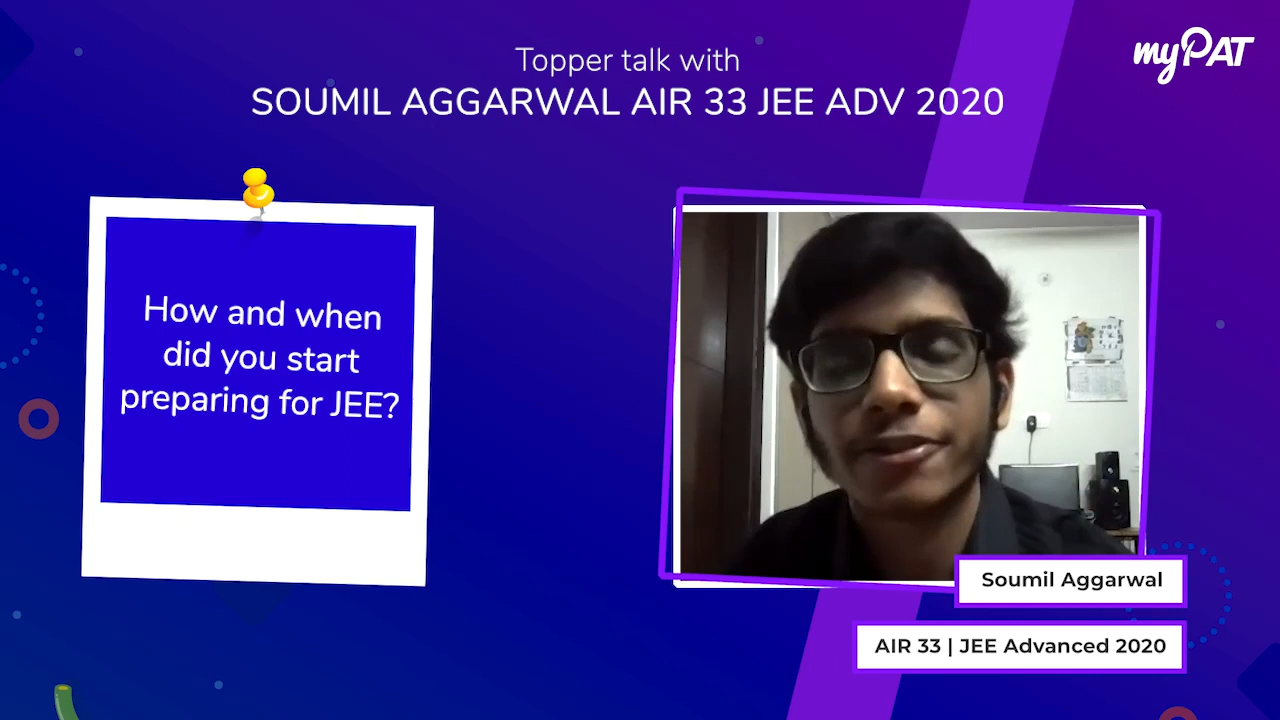 myPAT
Topper talk with
SOUMIL AGGARWAL AIR 33 JEE ADV 2020
How and when
did you start
preparing for JEE?
Soumil Aggarwal
AIR 33 | JEE Advanced 2020